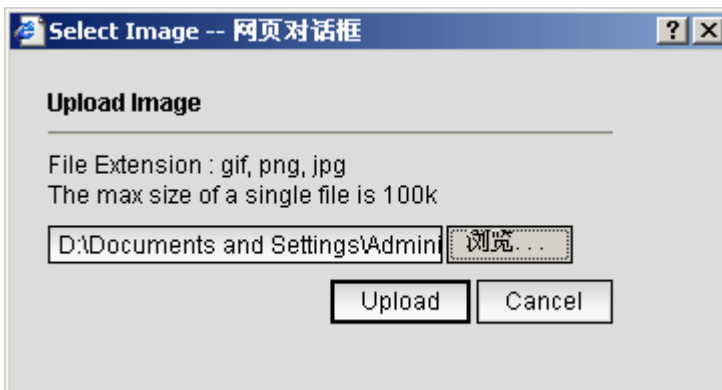 Select Image -- 网页对话框
Upload Image
File Extension : gif, png, jpg
The max size of a single file is 100k
D:\Documents and Settings\Admini
浏览...
Upload
Cancel